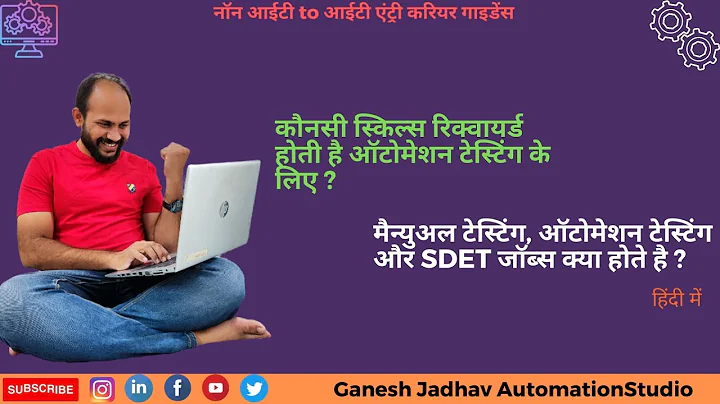 नॉन आईटी to आईटी एंट्री करियर गाइडेंस
कौनसी स्किल्स रिक्वायर्ड
होती है ऑटोमेशन टेस्टिंग के
लिए ?
मैन्युअल टेस्टिंग, ऑटोमेशन टेस्टिंग
और SDET जॉब्स क्या होते है ?
हिंदी में
SUBSCRIBE
Ganesh Jadhav AutomationStudio